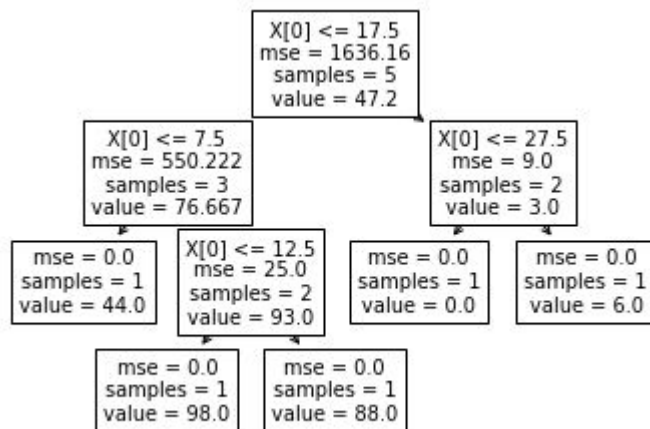 X[0] <= 17.5
mse = 1636.16
samples = 5
value = 47.2
X[0] <= 7.5
mse = 550.222
samples = 3
value = 76.667
X[0] <= 27.5
mse = 9.0
samples = 2
value = 3.0
mse = 0.0
samples = 1
value = 44.0
X[0] <= 12.5
mse = 25.0
samples = 2
value = 93.0
mse = 0.0
samples = 1
value = 0.0
mse = 0.0
samples = 1
value = 6.0
mse = 0.0
samples = 1
value = 98.0
mse = 0.0
samples = 1
value = 88.0